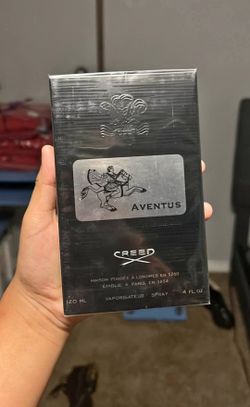 AVENTUS
CREED
MAISON FONDÉE À LONDRES EN 1760
ÉTABLIE À PARIS, EN 1854
120 ML VAPORISATEUR SPRAY 4 FL.OZ